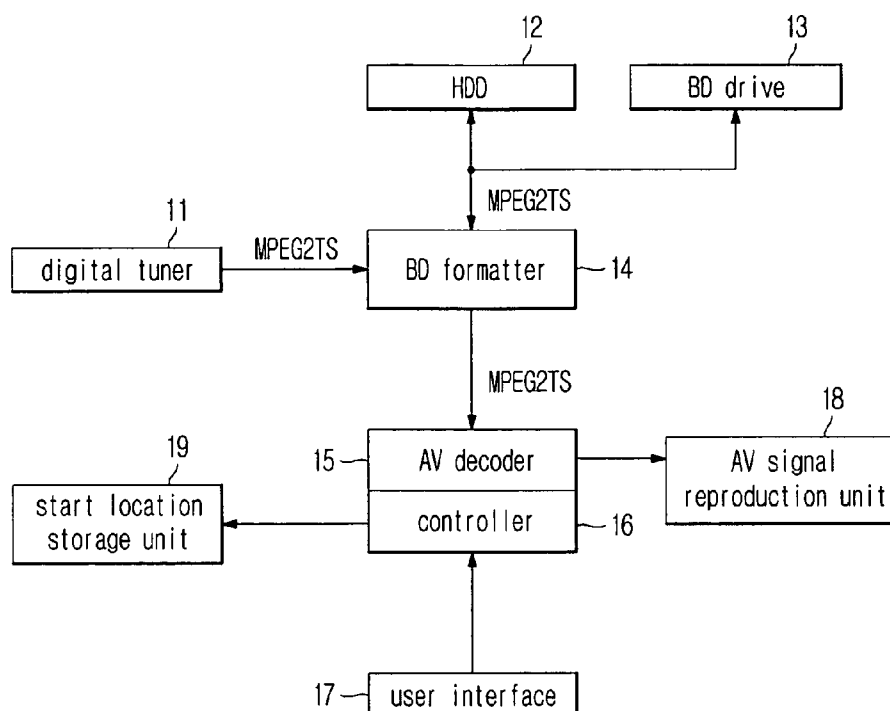 12
13
HDD
BD drive
MPEG2TS
11
MPEG2TS
digital tuner
BD formatter
14
MPEG2TS
18
19
15
AV decoder
AV signal
reproduction unit
start location
storage unit
controller
16
17
user interface